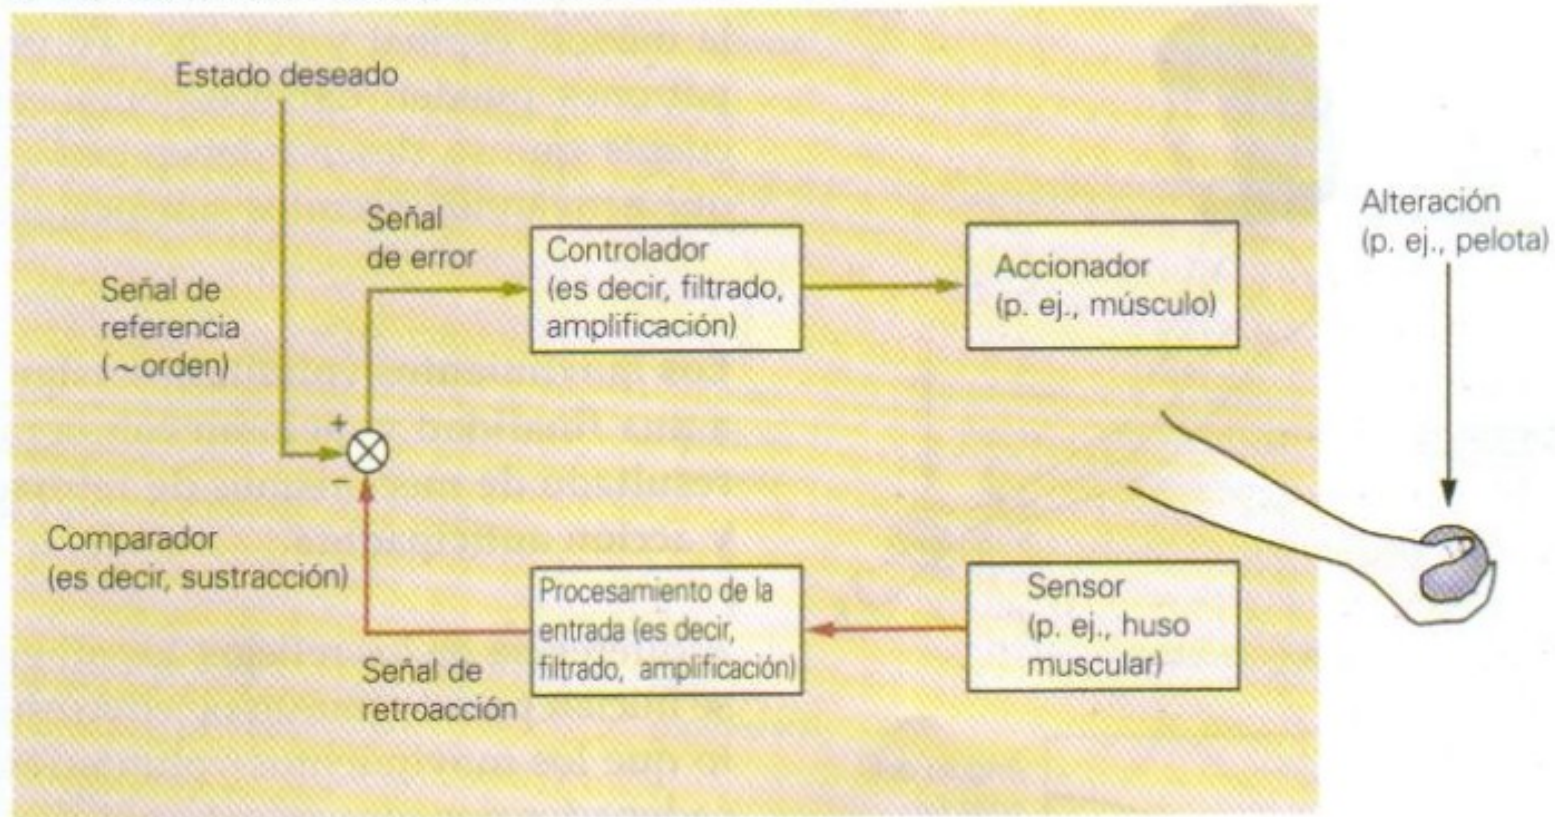 Estado deseado
Señal
de error
Controlador
(es decir, filtrado,
amplificación)
Accionador
(p. ej., músculo)
Alteración
(p. ej., pelota)
Señal de
referencia
(~orden)
+
−
Comparador
(es decir, sustracción)
Procesamiento de la
entrada (es decir,
filtrado, amplificación)
Señal de
retroacción
Sensor
(p. ej., huso
muscular)